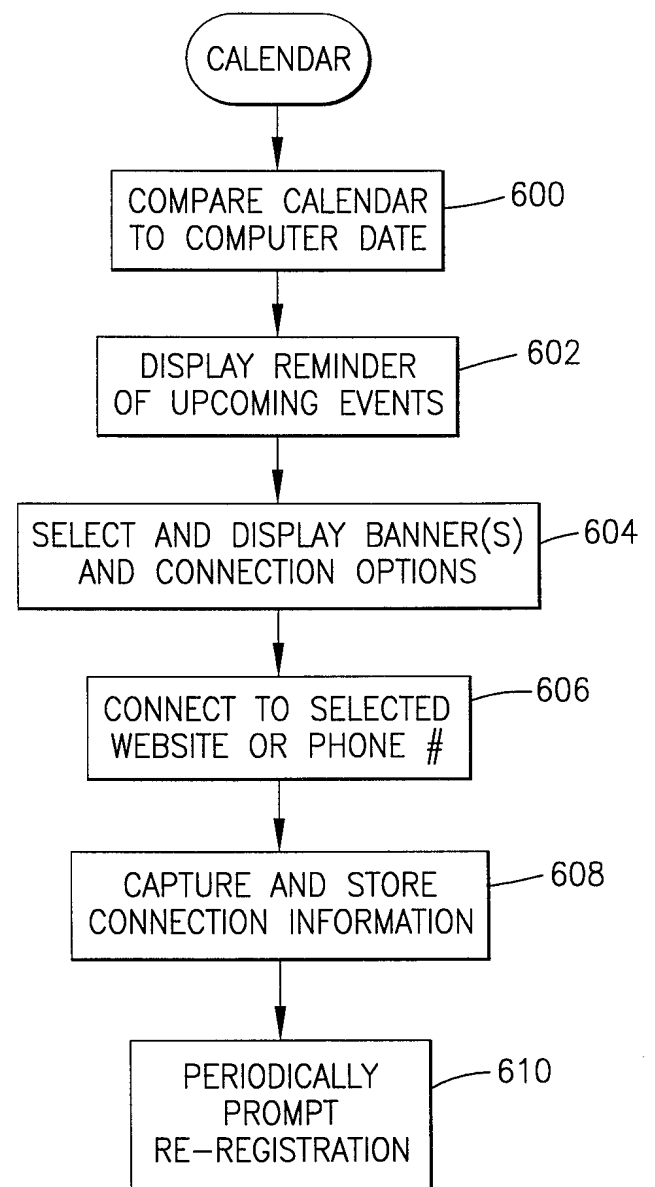 CALENDAR
COMPARE CALENDAR
TO COMPUTER DATE
600
DISPLAY REMINDER
OF UPCOMING EVENTS
602
SELECT AND DISPLAY BANNER(S)
AND CONNECTION OPTIONS
604
CONNECT TO SELECTED
WEBSITE OR PHONE #
606
CAPTURE AND STORE
CONNECTION INFORMATION
608
PERIODICALLY
PROMPT
RE-REGISTRATION
610